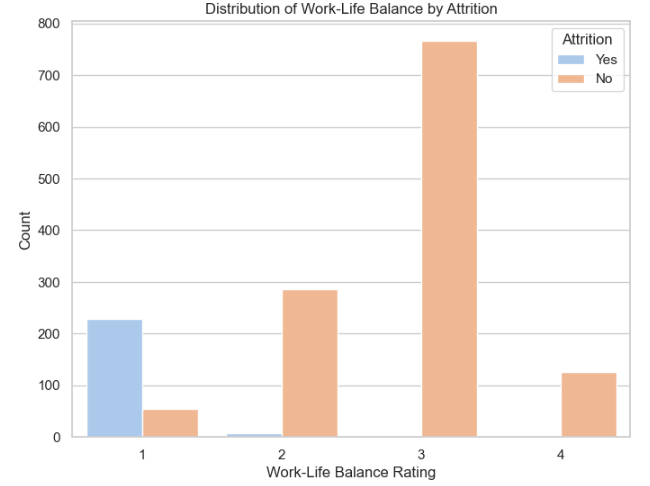 Distribution of Work-Life Balance by Attrition
Attrition
Yes
No
800
700
600
500
400
300
200
100
0
Count
1 2 3 4
Work-Life Balance Rating